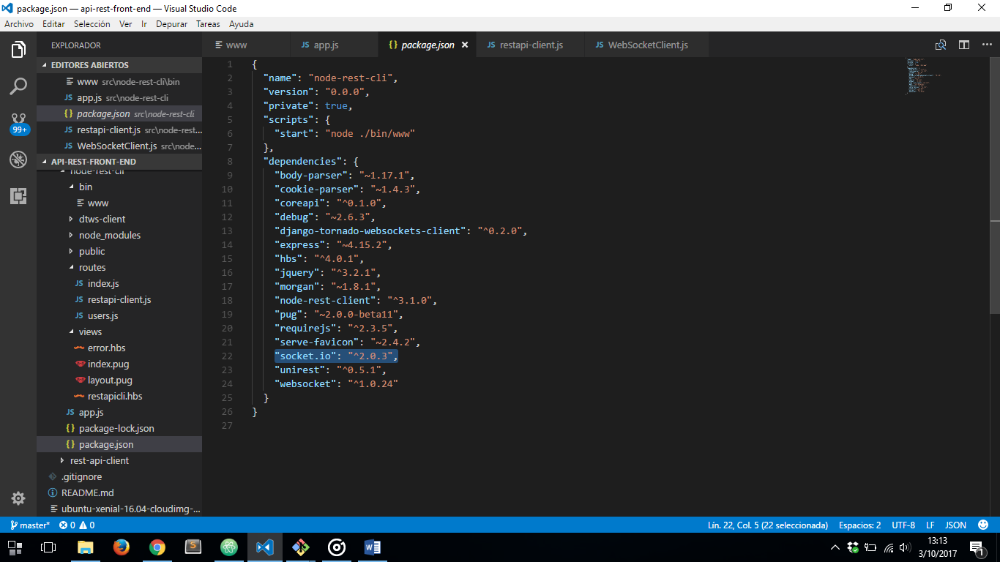 package.json — api-rest-front-end — Visual Studio Code
Archivo Editar Selección Ver Ir Depurar Tareas Ayuda
EXPLORADOR
EDITORES ABIERTOS
www src\node-rest-cli\bin
JS app.js src\node-rest-cli
{} package.json src\node-rest-cli
JS restapi-client.js src\node-rest...
JS WebSocketClient.js src\node...
99+
API-REST-FRONT-END
node-rest-cli
bin
www
dtws-client
node_modules
public
routes
JS index.js
JS restapi-client.js
JS users.js
views
error.hbs
index.pug
layout.pug
restapicli.hbs
JS app.js
{} package-lock.json
{} package.json
rest-api-client
.gitignore
README.md
ubuntu-xenial-16.04-cloudimg-...
www JS app.js {} package.json JS restapi-client.js JS WebSocketClient.js
1 {
2 "name": "node-rest-cli",
3 "version": "0.0.0",
4 "private": true,
5 "scripts": {
6 "start": "node ./bin/www"
7 },
8 "dependencies": {
9 "body-parser": "~1.17.1",
10 "cookie-parser": "~1.4.3",
11 "coreapi": "^0.1.0",
12 "debug": "~2.6.3",
13 "django-tornado-websockets-client": "^0.2.0",
14 "express": "~4.15.2",
15 "hbs": "^4.0.1",
16 "jquery": "^3.2.1",
17 "morgan": "~1.8.1",
18 "node-rest-client": "^3.1.0",
19 "pug": "~2.0.0-beta11",
20 "requirejs": "^2.3.5",
21 "serve-favicon": "~2.4.2",
22 "socket.io": "^2.0.3",
23 "unirest": "^0.5.1",
24 "websocket": "^1.0.24"
25 }
26 }
27
master* 0 0 Lín. 22, Col. 5 (22 seleccionada) Espacios: 2 UTF-8 LF JSON
13:13
3/10/2017
1